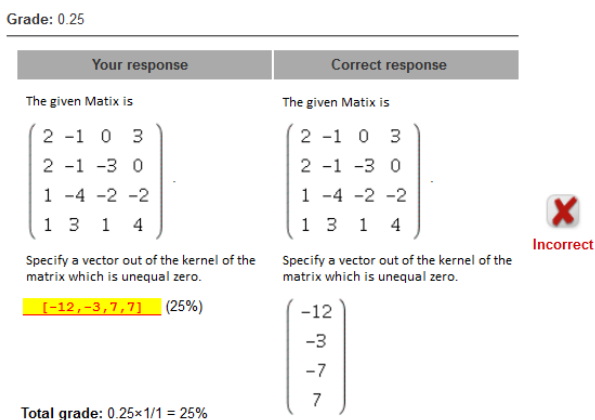 Grade: 0.25
Your response
Correct response
The given Matix is
2 -1 0 3
2 -1 -3 0
1 -4 -2 -2
1 3 1 4
.
Specify a vector out of the kernel of the
matrix which is unequal zero.
[-12,-3,7,7] (25%)
Total grade: 0.25×1/1 = 25%
The given Matix is
2 -1 0 3
2 -1 -3 0
1 -4 -2 -2
1 3 1 4
.
Specify a vector out of the kernel of the
matrix which is unequal zero.
-12
-3
-7
7
Incorrect